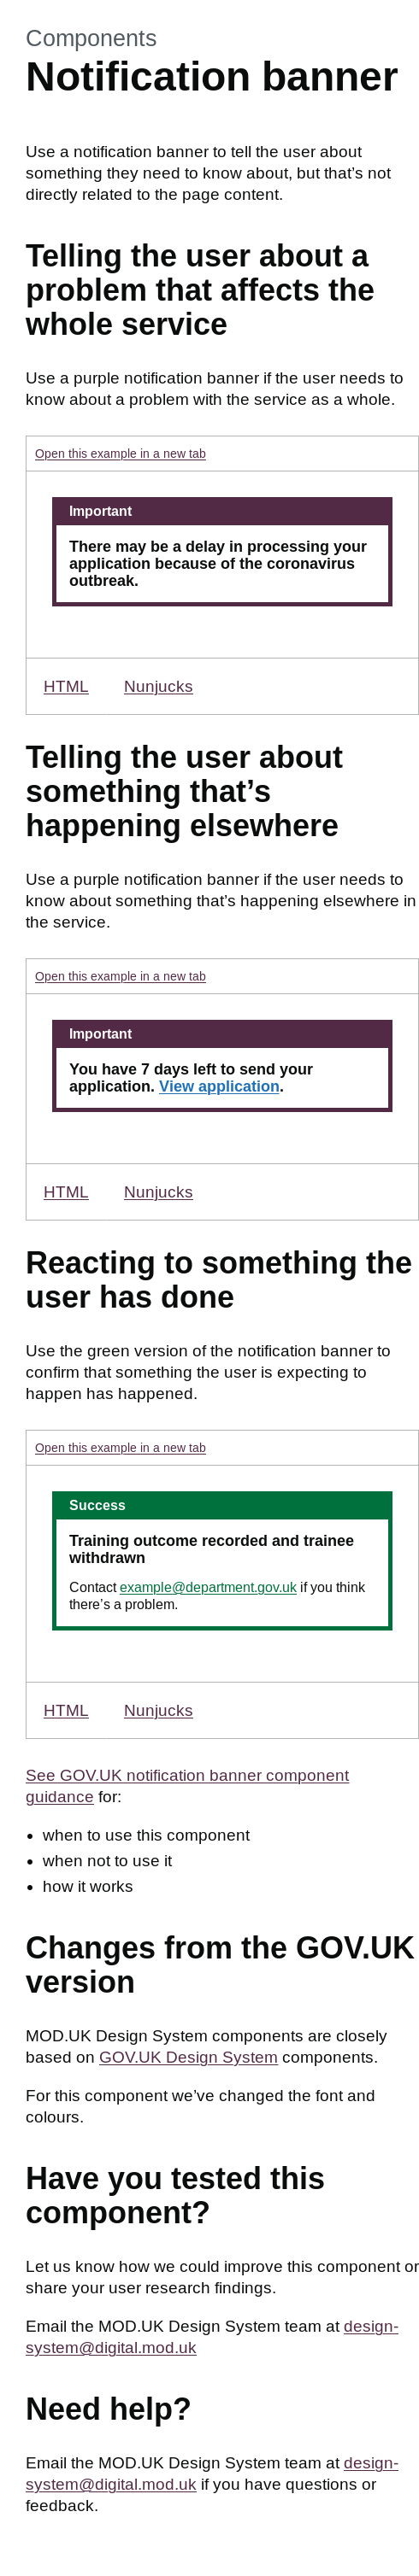 Components
Notification banner
Use a notification banner to tell the user about
something they need to know about, but that’s not
directly related to the page content.
Telling the user about a
problem that affects the
whole service
Use a purple notification banner if the user needs to
know about a problem with the service as a whole.
Open this example in a new tab
Important
There may be a delay in processing your
application because of the coronavirus
outbreak.
HTML Nunjucks
Telling the user about
something that’s
happening elsewhere
Use a purple notification banner if the user needs to
know about something that’s happening elsewhere in
the service.
Open this example in a new tab
Important
You have 7 days left to send your
application. View application.
HTML Nunjucks
Reacting to something the
user has done
Use the green version of the notification banner to
confirm that something the user is expecting to
happen has happened.
Open this example in a new tab
Success
Training outcome recorded and trainee
withdrawn
Contact example@department.gov.uk if you think
there’s a problem.
HTML Nunjucks
See GOV.UK notification banner component
guidance for:
• when to use this component
• when not to use it
• how it works
Changes from the GOV.UK
version
MOD.UK Design System components are closely
based on GOV.UK Design System components.
For this component we’ve changed the font and
colours.
Have you tested this
component?
Let us know how we could improve this component or
share your user research findings.
Email the MOD.UK Design System team at design-
system@digital.mod.uk
Need help?
Email the MOD.UK Design System team at design-
system@digital.mod.uk if you have questions or
feedback.